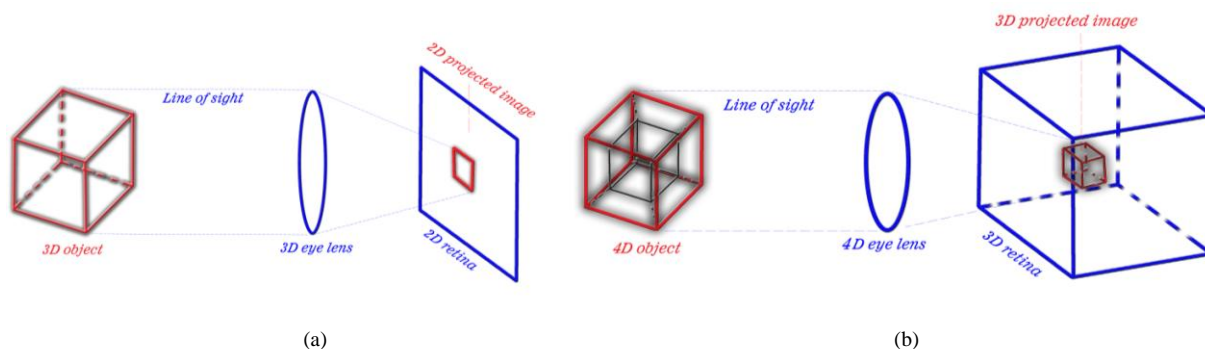 2D projected image
Line of sight
3D object
3D eye lens
2D retina
(a)
3D projected image
Line of sight
4D object
4D eye lens
3D retina
(b)